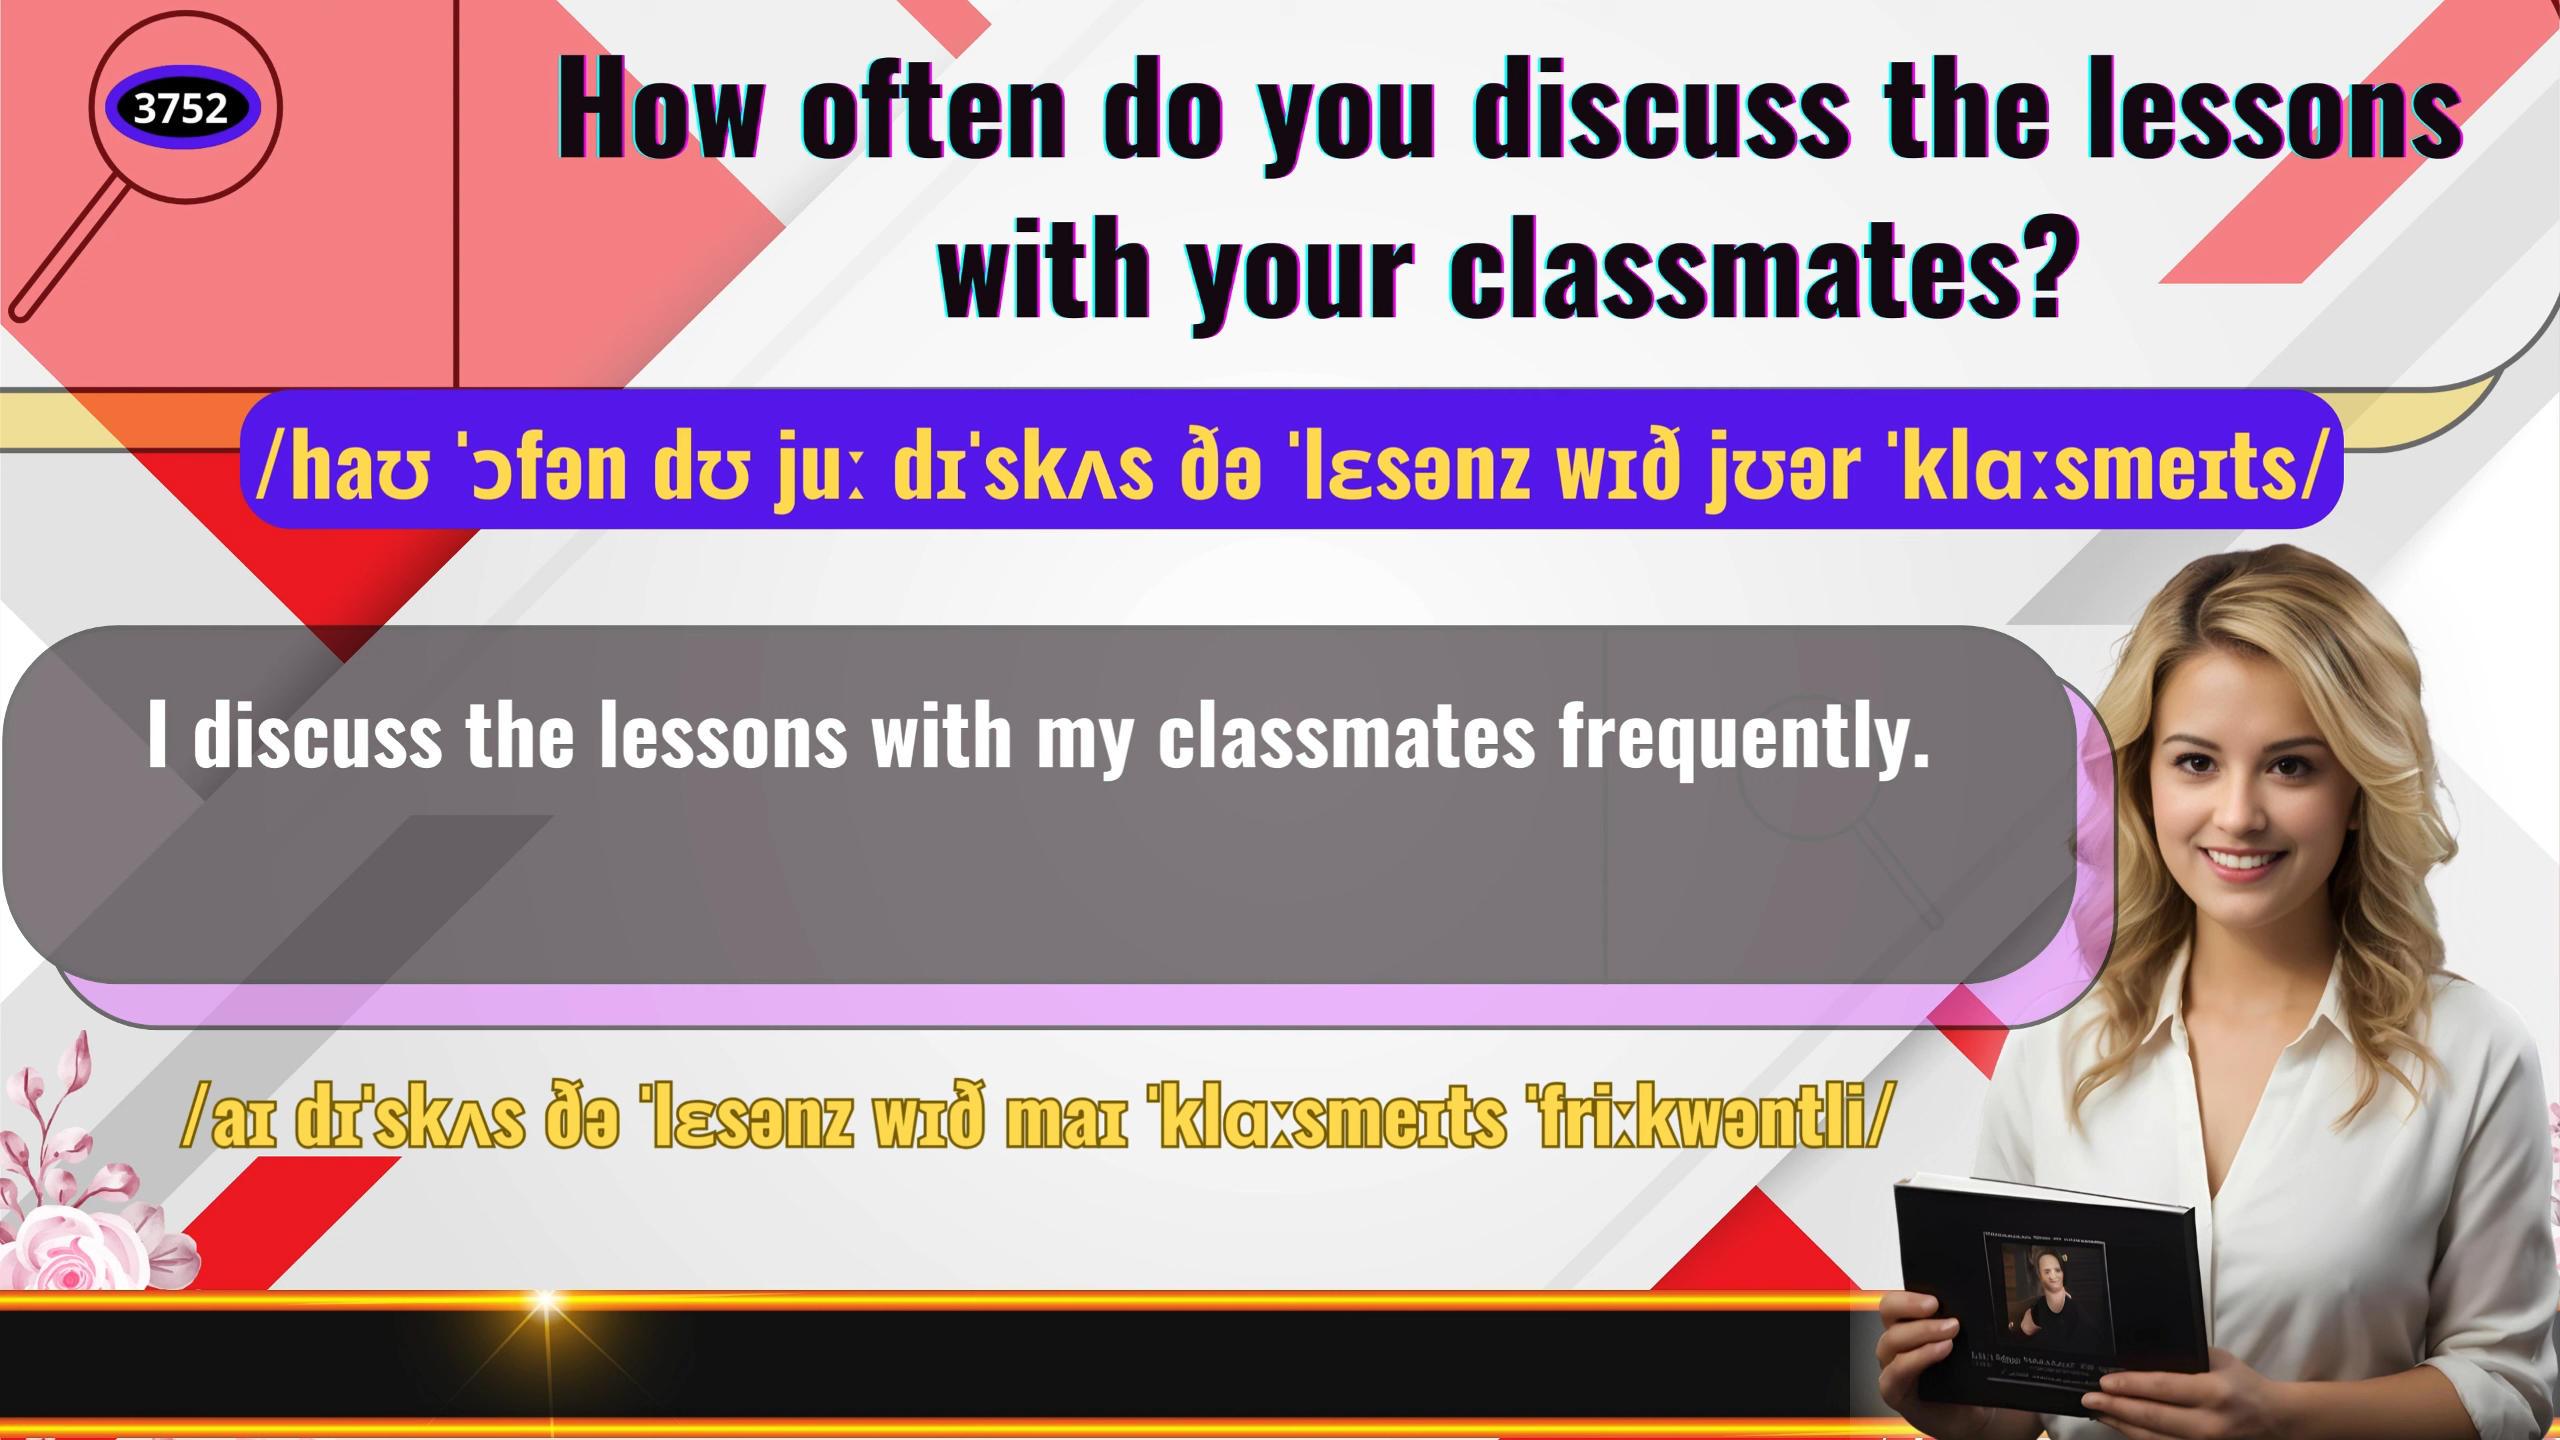 3752
How often do you discuss the lessons
with your classmates?
/haʊ ˈɔfən dʊ juː dɪˈskʌs ðə ˈlɛsənz wɪð jʊər ˈklɑːsmeɪts/
I discuss the lessons with my classmates frequently.
/aɪ dɪˈskʌs ðə ˈlɛsənz wɪð maɪ ˈklɑːsmeɪts ˈfriːkwəntli/